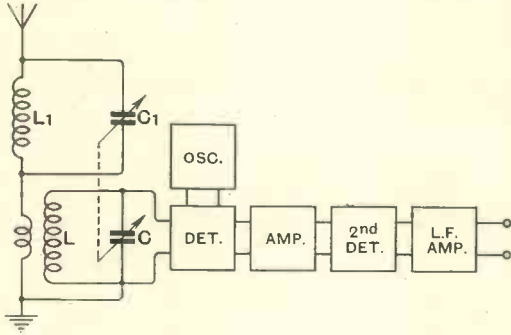 L1
C1
OSC.
L
C
DET.
AMP.
2nd
DET.
L.F.
AMP.